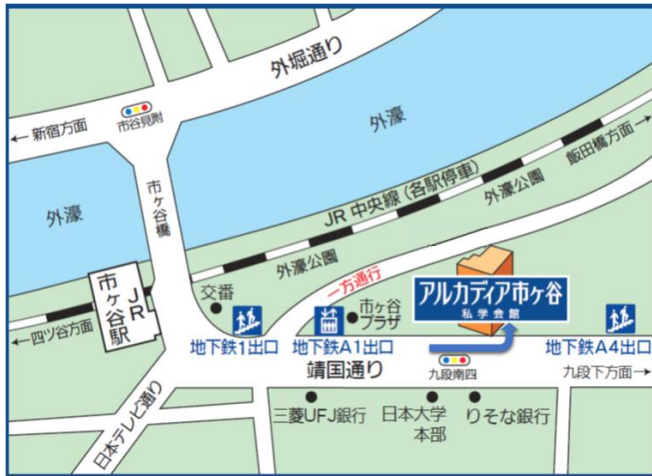 外堀通り
市谷見附
← 新宿方面
外濠
飯田橋方面 →
市ヶ谷橋
外濠
JR 中央線 (各駅停車)
外濠公園
外濠公園
一方通行
JR
市ヶ谷駅
交番
市ヶ谷
プラザ
アルカディア市ヶ谷
私学会館
← 四ツ谷方面
地下鉄1出口
地下鉄A1出口
地下鉄A4出口
靖国通り
九段南四
九段下方面→
日本テレビ通り
三菱UFJ銀行
日本大学
本部
りそな銀行